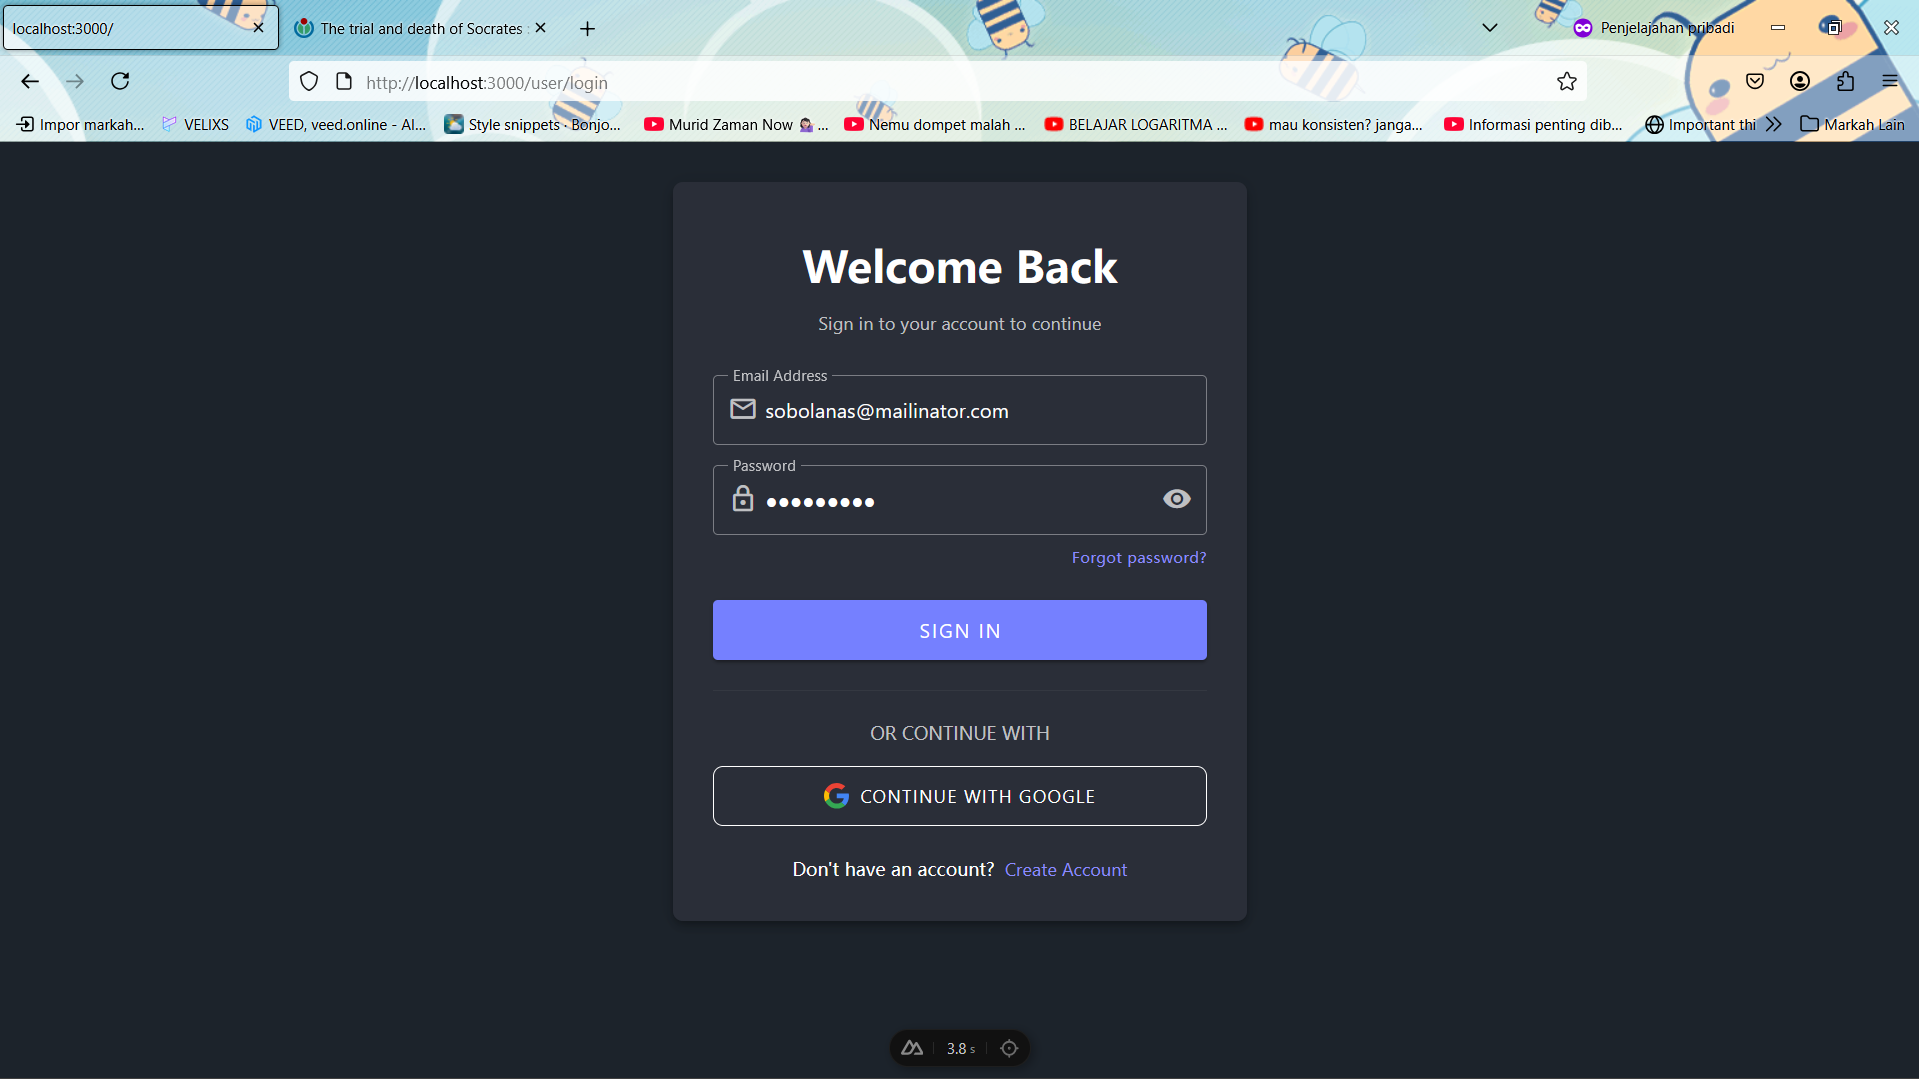 localhost:3000/
The trial and death of Socrates :
Penjelajahan pribadi
http://localhost:3000/user/login
Impor markah...
VELIXS
VEED, veed.online - AI...
Style snippets · Bonjo...
Murid Zaman Now 💁🏻‍♀️ ...
Nemu dompet malah ...
BELAJAR LOGARITMA ...
mau konsisten? janga...
Informasi penting dib...
Important thi
Markah Lain
Welcome Back
Sign in to your account to continue
Email Address
sobolanas@mailinator.com
Password
•••••••••
Forgot password?
SIGN IN
OR CONTINUE WITH
CONTINUE WITH GOOGLE
Don't have an account? Create Account
3.8 s